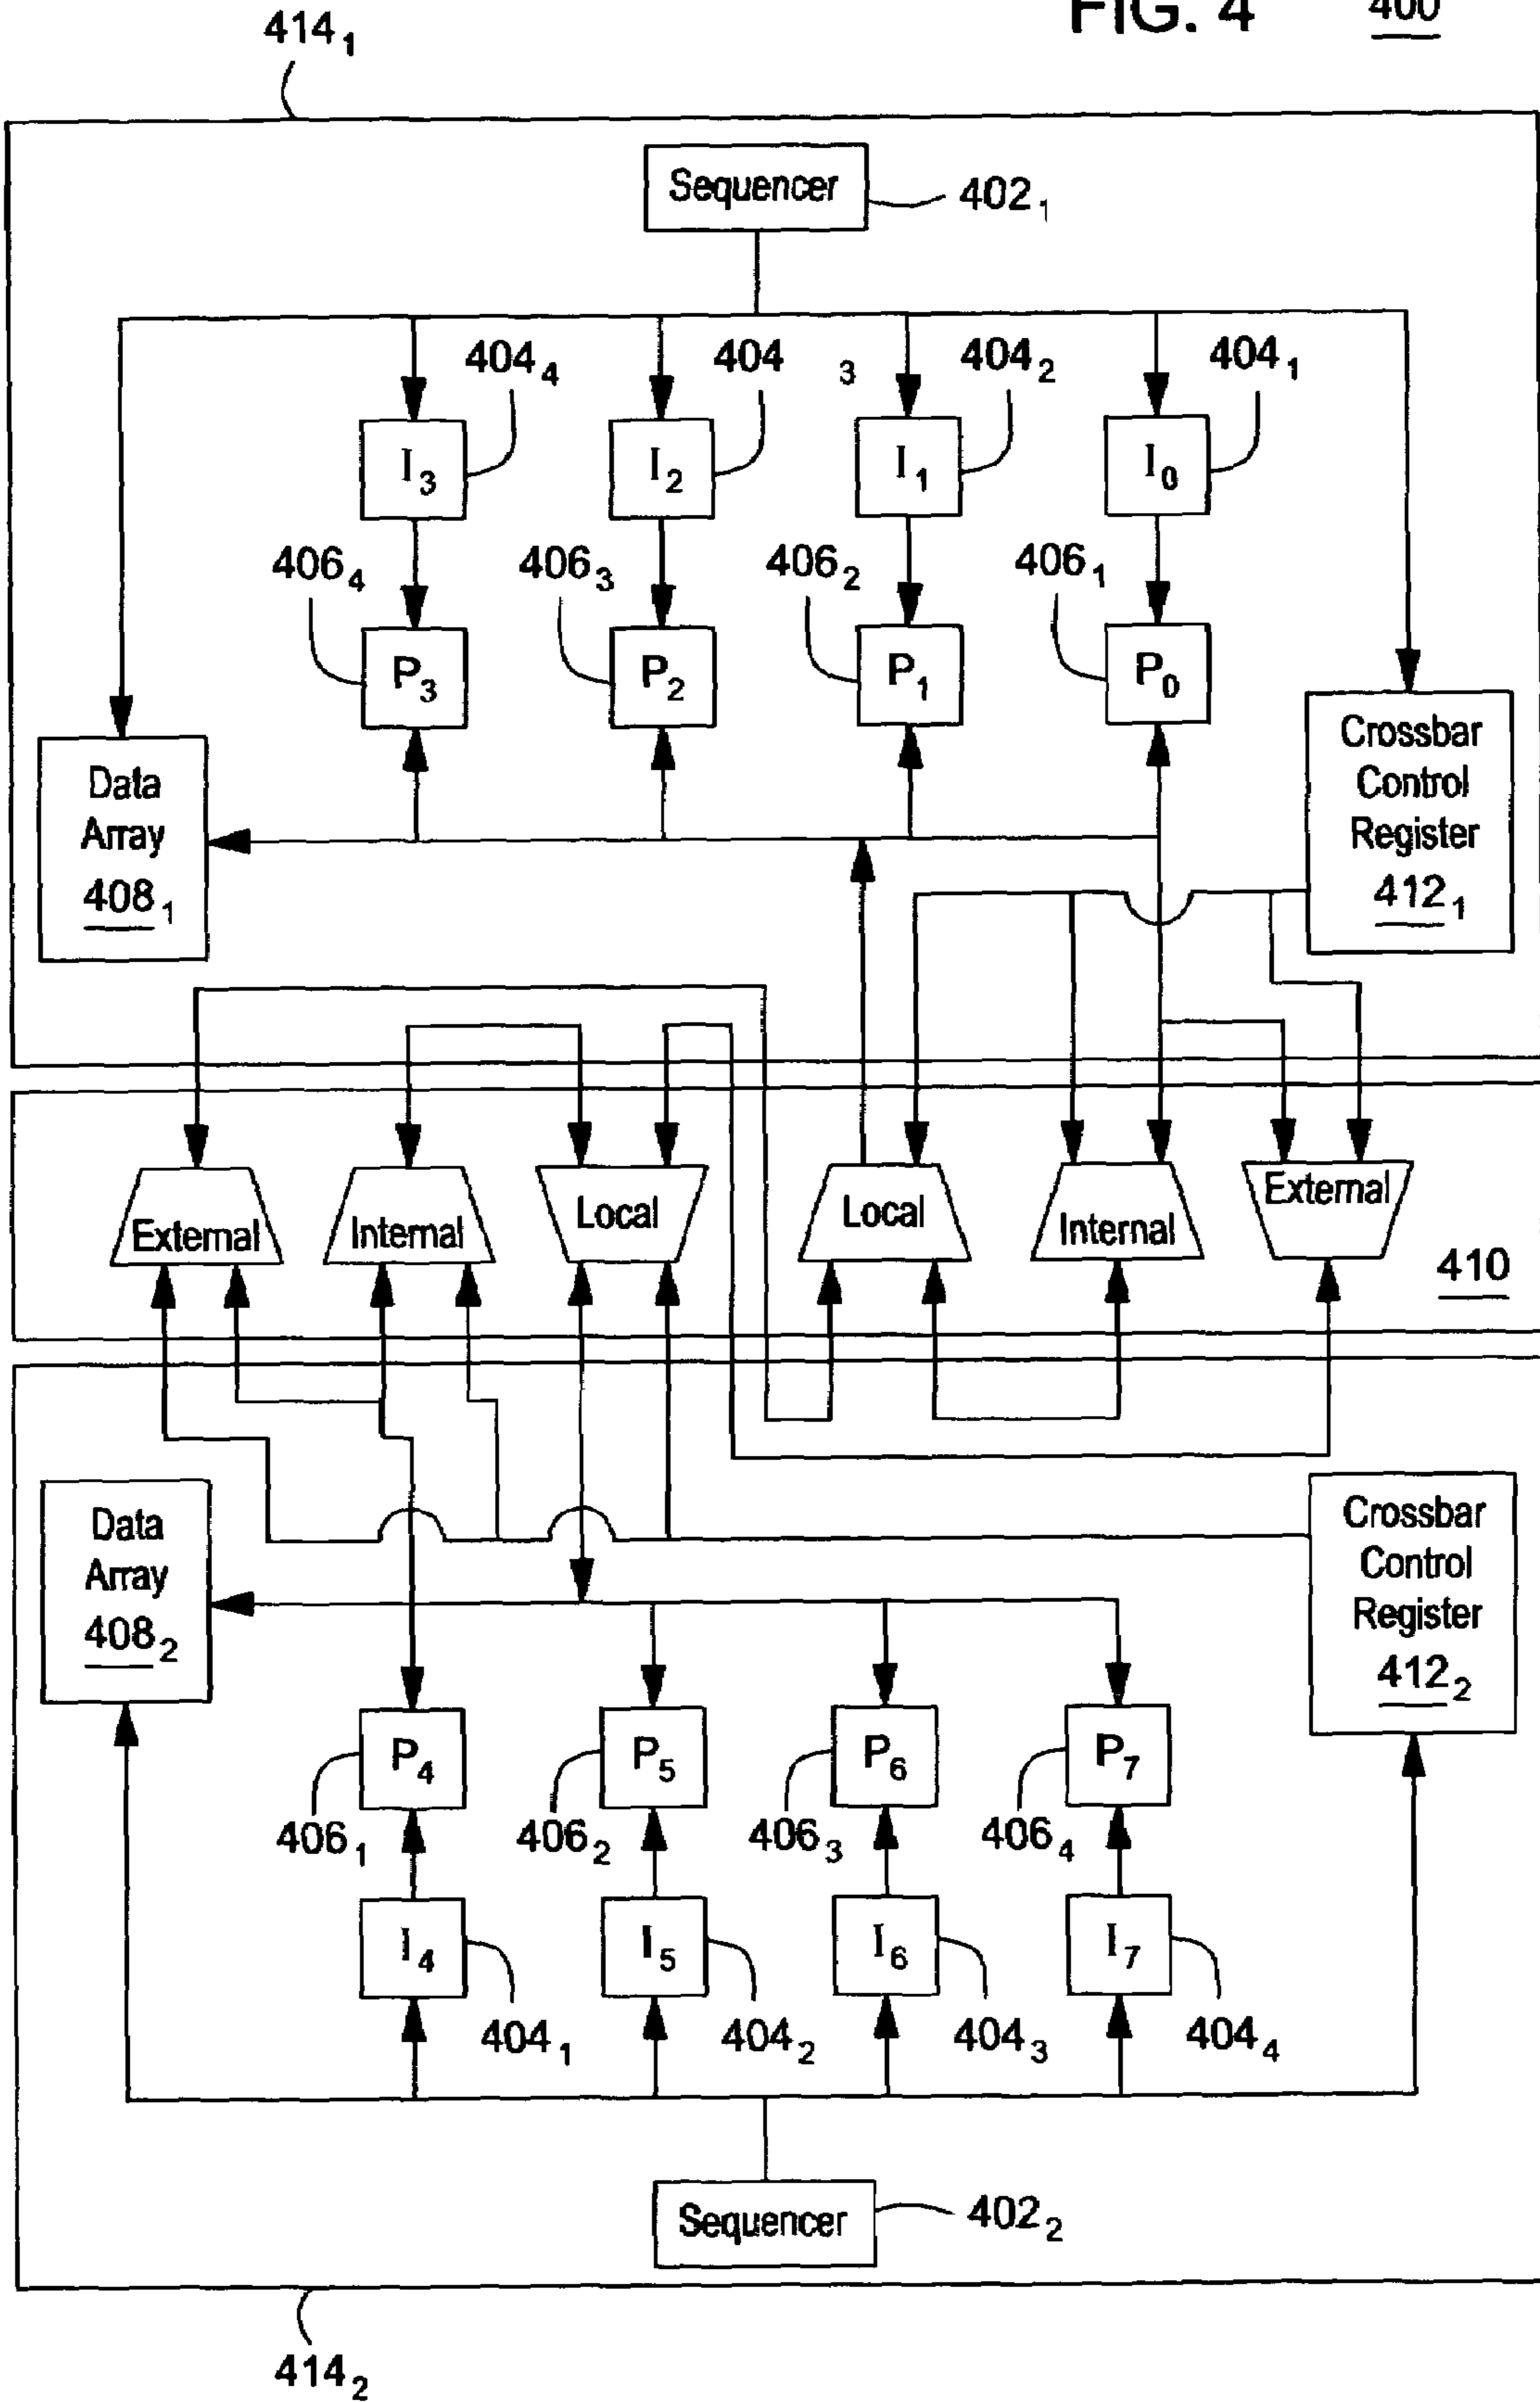 FIG. 4 400
414₁
Sequencer 402₁
404₄ 404 ₃ 404₂ 404₁
I₃ I₂ I₁ I₀
406₄ 406₃ 406₂ 406₁
P₃ P₂ P₁ P₀
Data
Array
408₁
Crossbar
Control
Register
412₁
External Internal Local Local Internal External
410
Data
Array
408₂
Crossbar
Control
Register
412₂
P₄ P₅ P₆ P₇
406₁ 406₂ 406₃ 406₄
I₄ I₅ I₆ I₇
404₁ 404₂ 404₃ 404₄
Sequencer 402₂
414₂